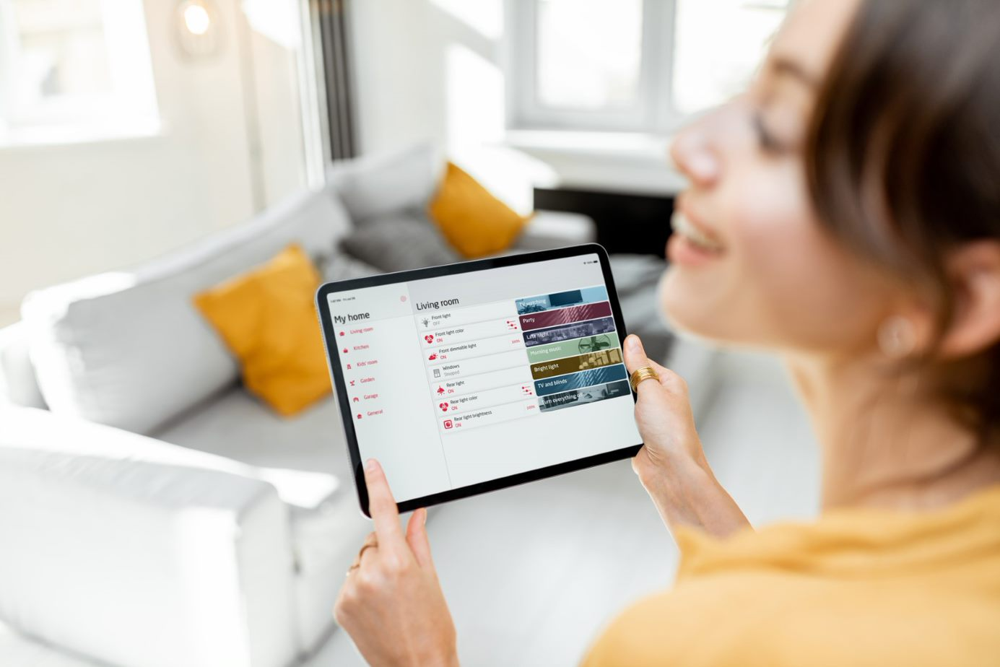 My home
Living room
Kitchen
Kids' room
Garden
Garage
General
Living room
Front light
OFF
Front light color
ON
Front dimmable light
ON
100%
Windows
Stopped
Rear light
ON
Rear light color
ON
Rear light brightness
ON
100%
TV watching
Party
Late night
Morning music
Bright light
TV and blinds
Turn everything off